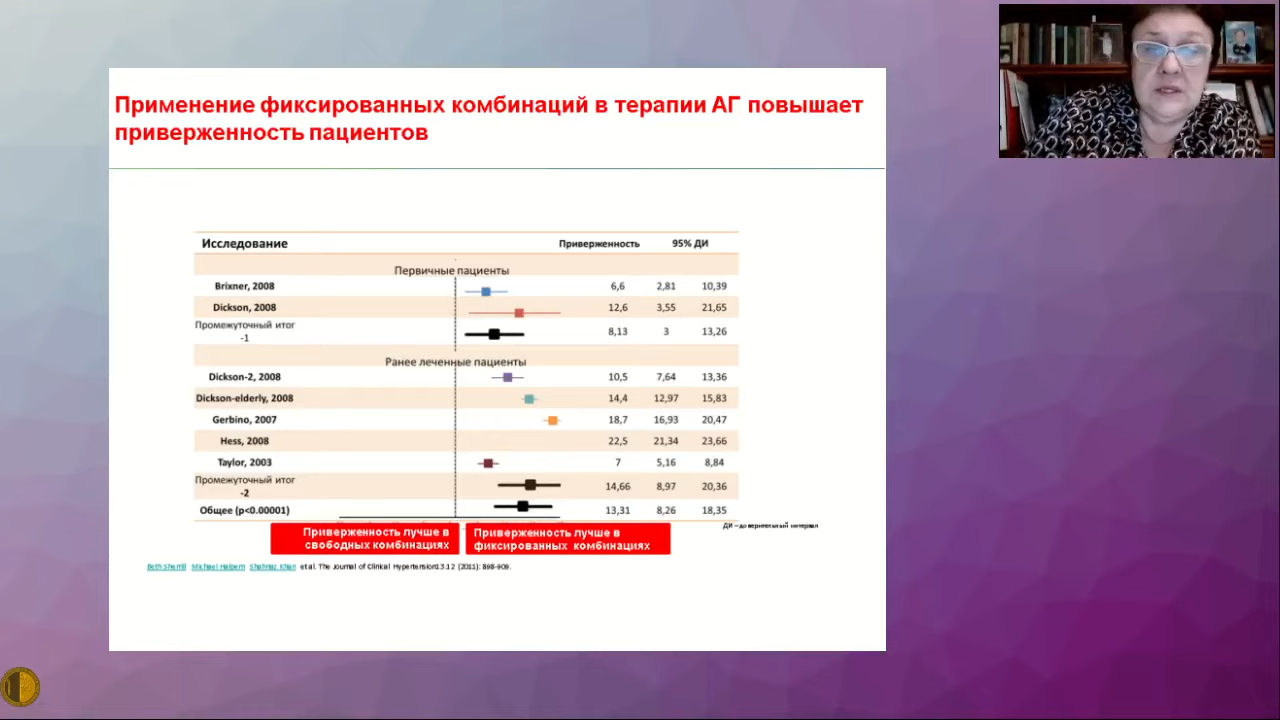 Применение фиксированных комбинаций в терапии АГ повышает
приверженность пациентов
Исследование Приверженность 95% ДИ
Первичные пациенты
Brixner, 2008 6,6 2,81 10,39
Dickson, 2008 12,6 3,55 21,65
Промежуточный итог
-1 8,13 3 13,26
Ранее леченные пациенты
Dickson-2, 2008 10,5 7,64 13,36
Dickson-elderly, 2008 14,4 12,97 15,83
Gerbino, 2007 18,7 16,93 20,47
Hess, 2008 22,5 21,34 23,66
Taylor, 2003 7 5,16 8,84
Промежуточный итог
-2 14,66 8,97 20,36
Общее (p<0.00001) 13,31 8,26 18,35
ДИ – доверительный интервал
Приверженность лучше в
свободных комбинациях
Приверженность лучше в
фиксированных комбинациях
Beth Sherrill Michael Halpern Shahnaz Khan et al. The Journal of Clinical Hypertension13.12 (2011): 898-909.